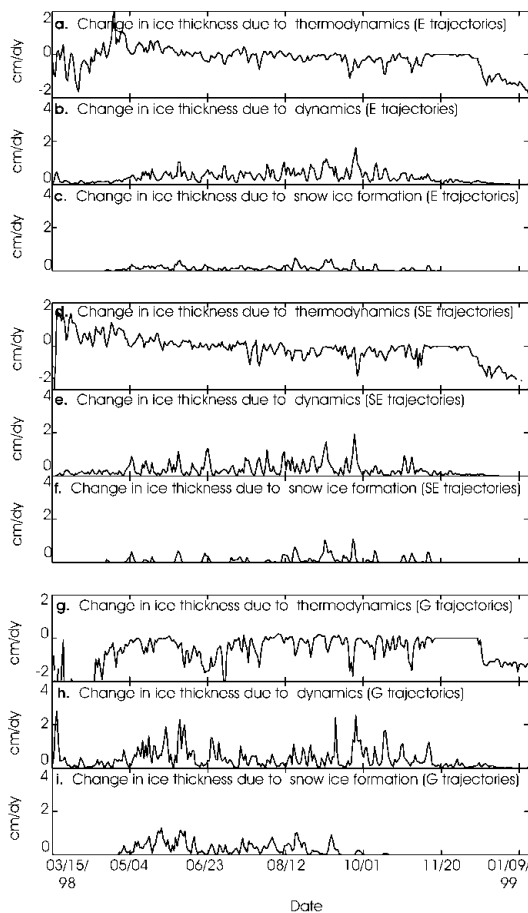 2
a. Change in ice thickness due to thermodynamics (E trajectories)
0
cm/dy
-2
4
b. Change in ice thickness due to dynamics (E trajectories)
2
cm/dy
0
4
c. Change in ice thickness due to snow ice formation (E trajectories)
2
cm/dy
0
2
d. Change in ice thickness due to thermodynamics (SE trajectories)
0
cm/dy
-2
4
e. Change in ice thickness due to dynamics (SE trajectories)
2
cm/dy
0
4
f. Change in ice thickness due to snow ice formation (SE trajectories)
2
cm/dy
0
2
g. Change in ice thickness due to thermodynamics (G trajectories)
0
cm/dy
-2
4
h. Change in ice thickness due to dynamics (G trajectories)
2
cm/dy
0
4
i. Change in ice thickness due to snow ice formation (G trajectories)
2
cm/dy
0
03/15/ 05/04 06/23 08/12 10/01 11/20 01/09/
98 99
Date